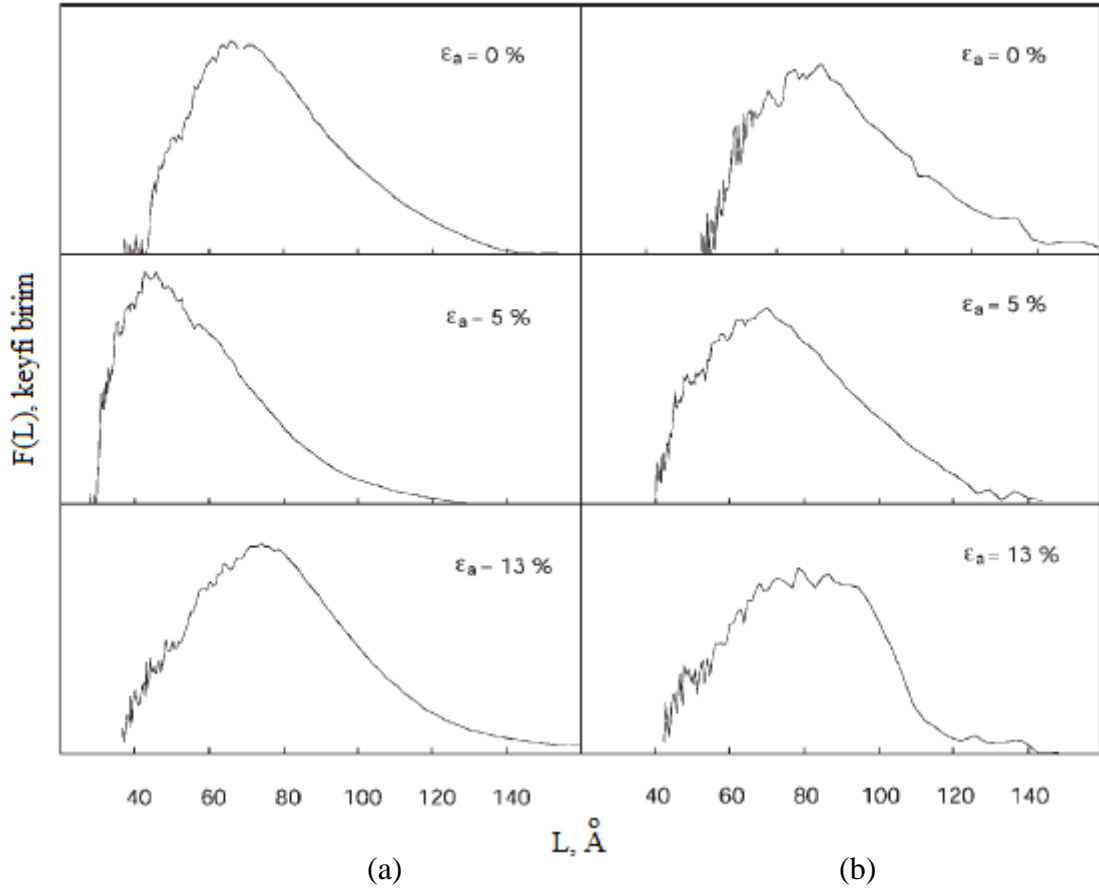 εa = 0 %
εa = 0 %
εa – 5 %
εa = 5 %
εa – 13 %
εa = 13 %
F(L), keyfi birim
40 60 80 100 120 140
40 60 80 100 120 140
L, Å
(a)
(b)